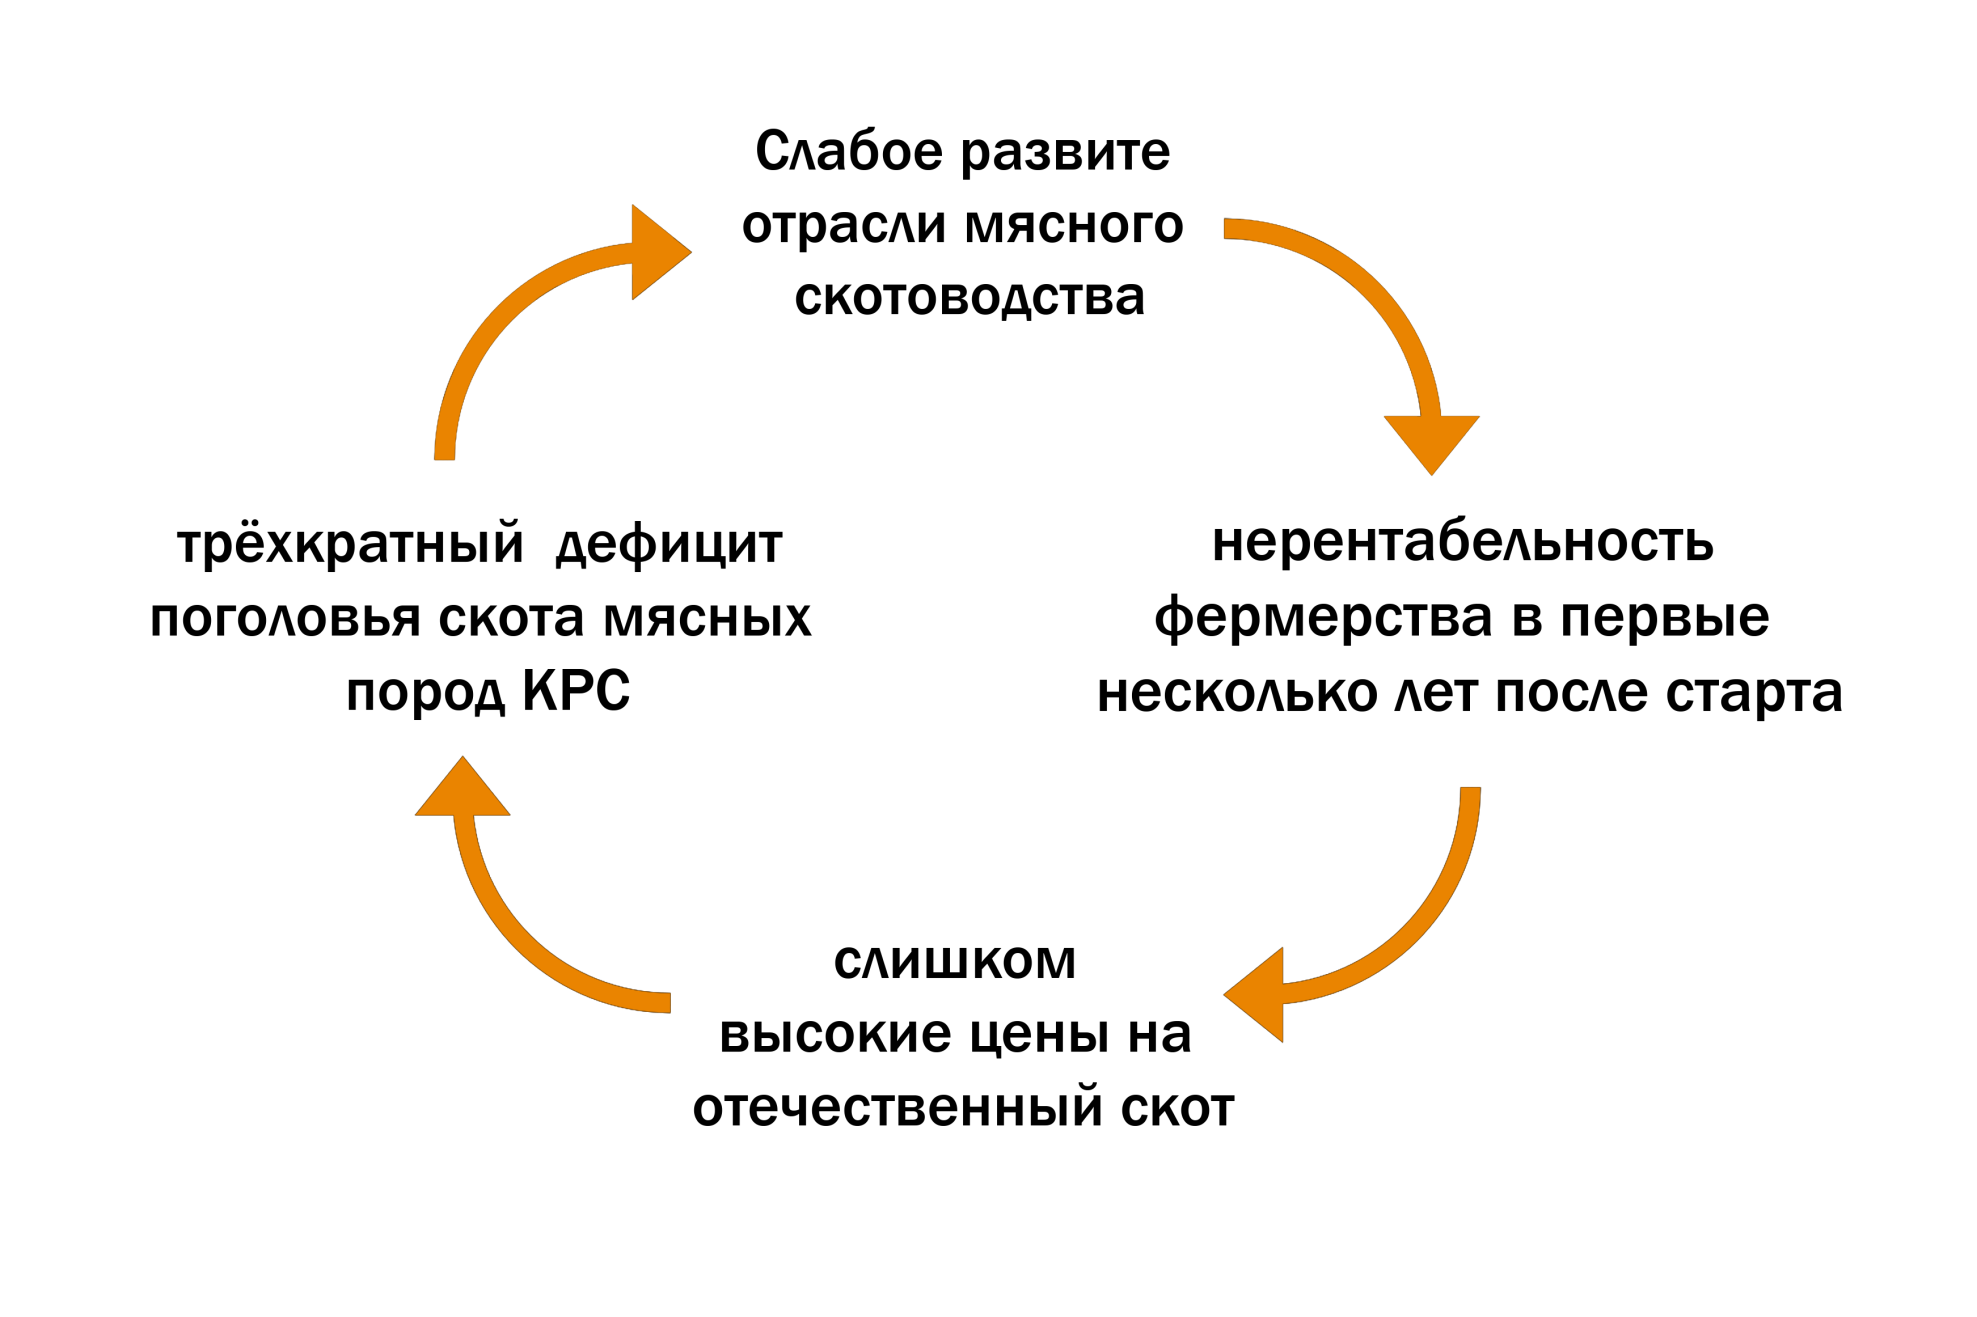 Слабое развите
отрасли мясного
скотоводства
нерентабельность
фермерства в первые
несколько лет после старта
слишком
высокие цены на
отечественный скот
трёхкратный дефицит
поголовья скота мясных
пород КРС